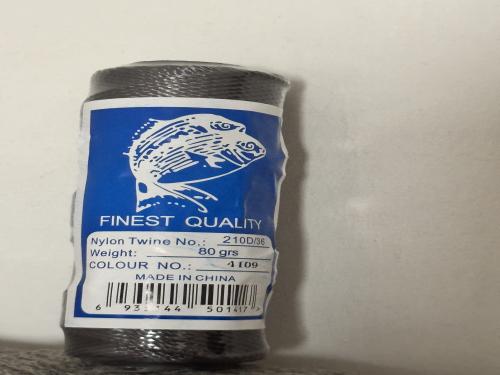 FINEST QUALITY
Nylon Twine No.: 210D/36
Weight: 80 grs
COLOUR NO.: 4109
MADE IN CHINA